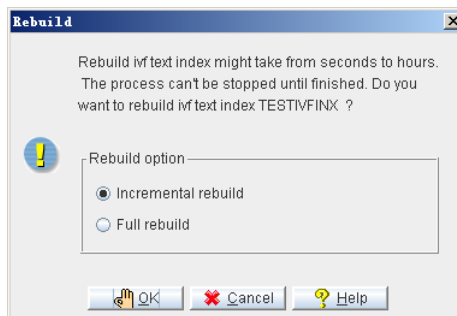 Rebuild
Rebuild ivf text index might take from seconds to hours.
The process can't be stopped until finished. Do you
want to rebuild ivf text index TESTIVFINX ?
Rebuild option
Incremental rebuild
Full rebuild
OK Cancel Help